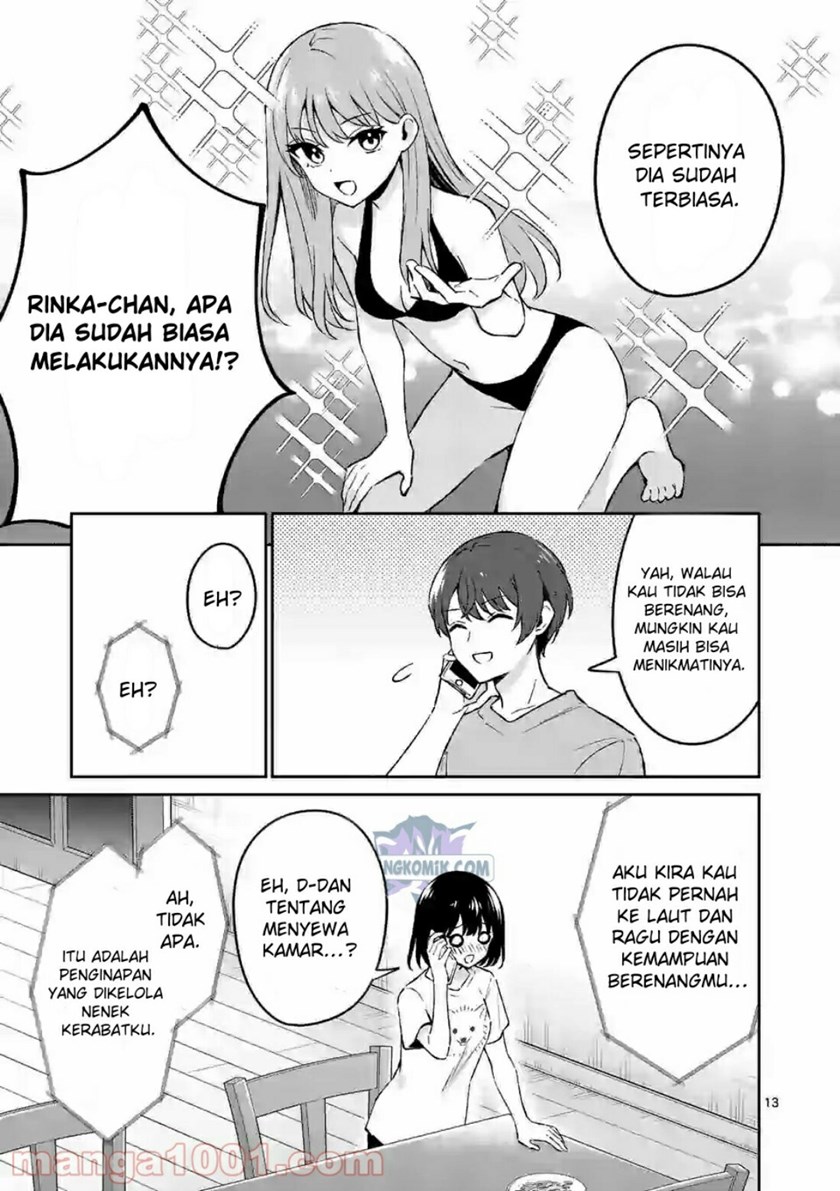 SEPERTINYA
DIA SUDAH
TERBIASA.
RINKA-CHAN, APA
DIA SUDAH BIASA
MELAKUKANNYA!?
YAH, WALAU
KAU TIDAK BISA
BERENANG,
MUNGKIN KAU
MASIH BISA
MENIKMATINYA.
EH?
EH?
AKU KIRA KAU
TIDAK PERNAH
KE LAUT DAN
RAGU DENGAN
KEMAMPUAN
BERENANGMU...
EH, D-DAN
TENTANG
MENYEWA
KAMAR...?
AH,
TIDAK
APA.
ITU ADALAH
PENGINAPAN
YANG DIKELOLA
NENEK
KERABATKU.
NGKOMIK.COM
13
manga1001.com